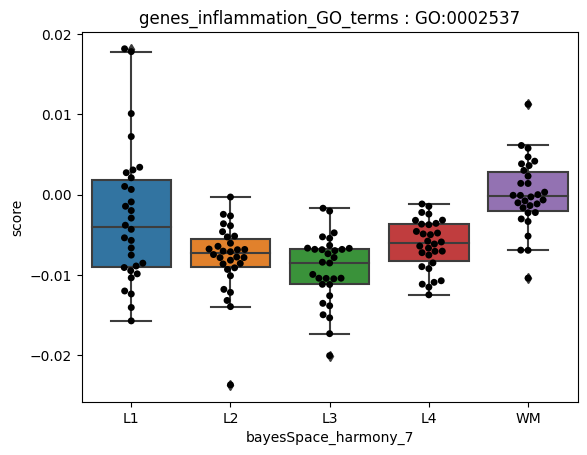 genes_inflammation_GO_terms : GO:0002537
0.02
0.01
0.00
−0.01
−0.02
score
L1 L2 L3 L4 WM
bayesSpace_harmony_7